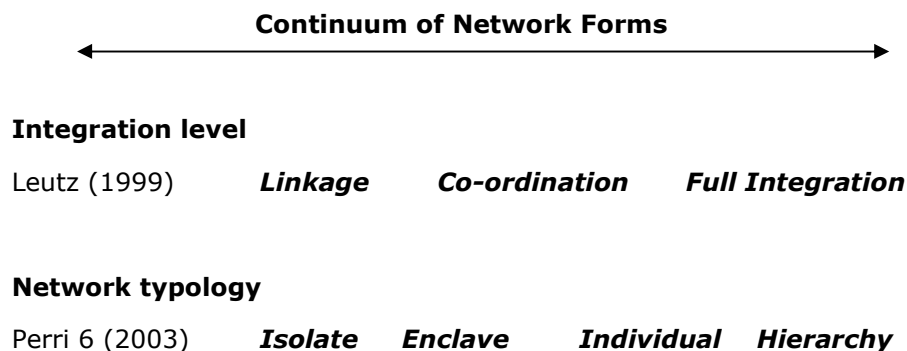 Continuum of Network Forms
Integration level
Leutz (1999) Linkage Co-ordination Full Integration
Network typology
Perri 6 (2003) Isolate Enclave Individual Hierarchy